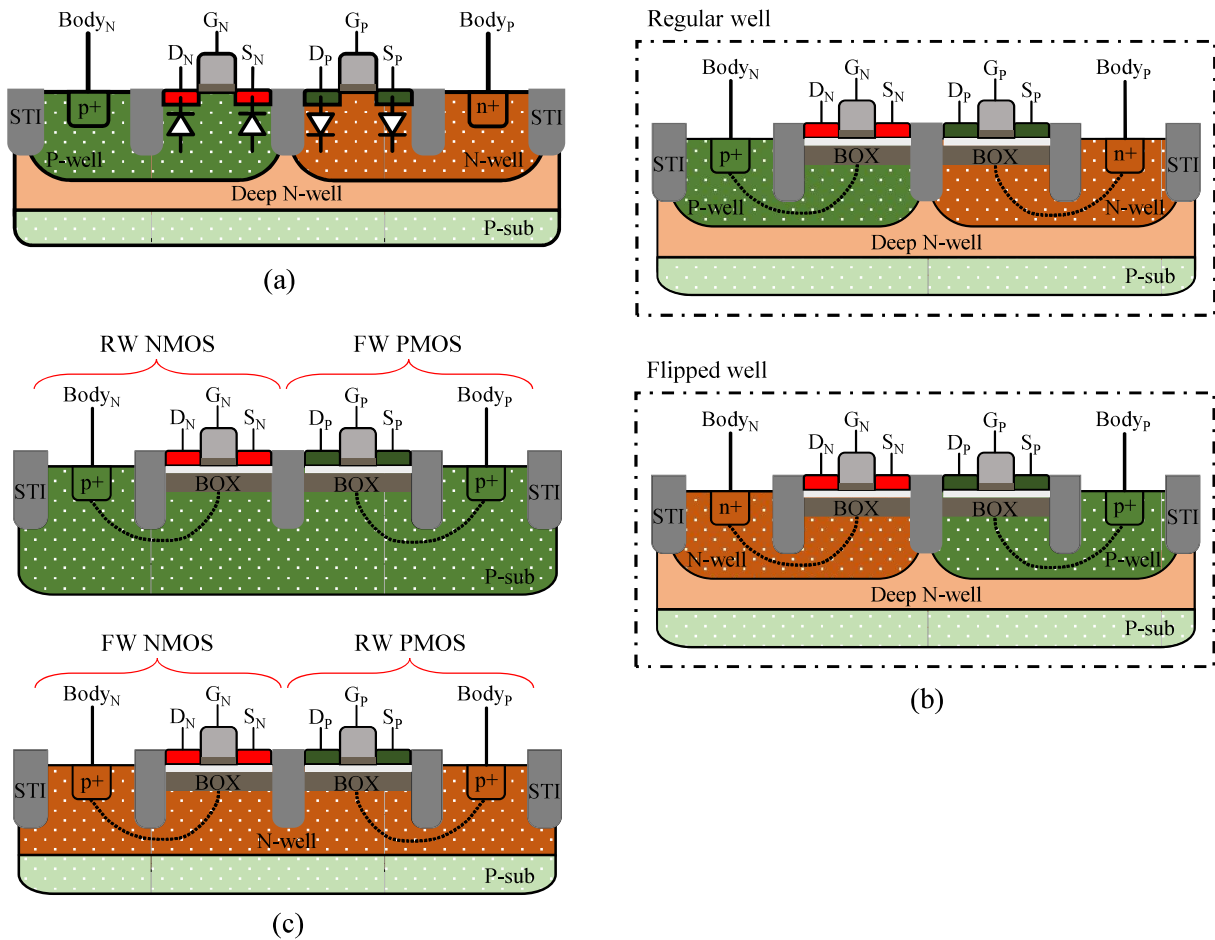 Body_N
G_N
G_P
Body_P
D_N
S_N
D_P
S_P
STI
p+
n+
STI
P-well
N-well
Deep N-well
P-sub
(a)
Regular well
Body_N
G_N
G_P
Body_P
D_N
S_N
D_P
S_P
STI
p+
BOX
BOX
n+
STI
P-well
N-well
Deep N-well
P-sub
Flipped well
Body_N
G_N
G_P
Body_P
D_N
S_N
D_P
S_P
STI
n+
BOX
BOX
p+
STI
N-well
P-well
Deep N-well
P-sub
(b)
RW NMOS
FW PMOS
Body_N
G_N
G_P
Body_P
D_N
S_N
D_P
S_P
STI
p+
BOX
BOX
p+
STI
P-sub
FW NMOS
RW PMOS
Body_N
G_N
G_P
Body_P
D_N
S_N
D_P
S_P
STI
p+
BOX
BOX
p+
STI
N-well
P-sub
(c)